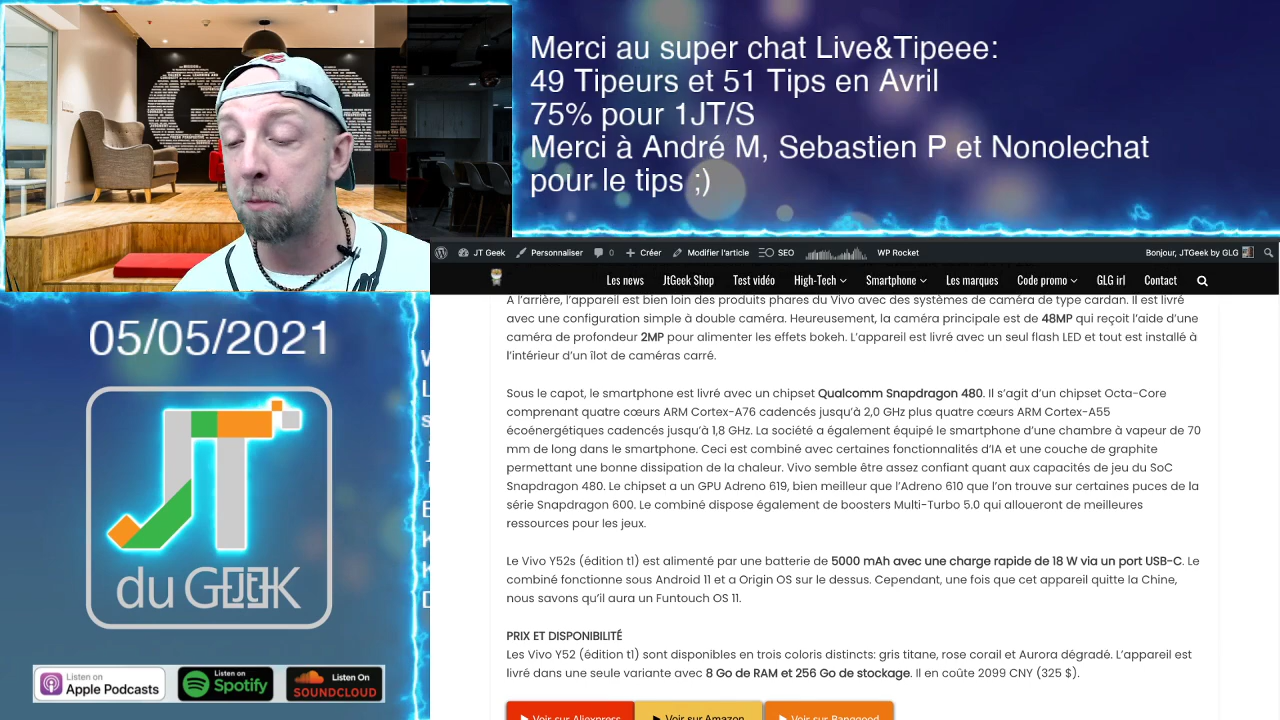 Merci au super chat Live&Tipeee:
49 Tipeurs et 51 Tips en Avril
75% pour 1JT/S
Merci à André M, Sebastien P et Nonolechat
pour le tips ;)
JT Geek Personnaliser 0 Créer Modifier l'article SEO WP Rocket Bonjour, JTGeek by GLG
Les news JtGeek Shop Test vidéo High-Tech Smartphone Les marques Code promo GLG irl Contact
A l'arrière, l'appareil est bien loin des produits phares du Vivo avec des systèmes de caméra de type cardan. Il est livré
avec une configuration simple à double caméra. Heureusement, la caméra principale est de 48MP qui reçoit l'aide d'une
caméra de profondeur 2MP pour alimenter les effets bokeh. L'appareil est livré avec un seul flash LED et tout est installé à
l'intérieur d'un îlot de caméras carré.
Sous le capot, le smartphone est livré avec un chipset Qualcomm Snapdragon 480. Il s'agit d'un chipset Octa-Core
comprenant quatre cœurs ARM Cortex-A76 cadencés jusqu'à 2,0 GHz plus quatre cœurs ARM Cortex-A55
écoénergétiques cadencés jusqu'à 1,8 GHz. La société a également équipé le smartphone d'une chambre à vapeur de 70
mm de long dans le smartphone. Ceci est combiné avec certaines fonctionnalités d'IA et une couche de graphite
permettant une bonne dissipation de la chaleur. Vivo semble être assez confiant quant aux capacités de jeu du SoC
Snapdragon 480. Le chipset a un GPU Adreno 619, bien meilleur que l'Adreno 610 que l'on trouve sur certaines puces de la
série Snapdragon 600. Le combiné dispose également de boosters Multi-Turbo 5.0 qui alloueront de meilleures
ressources pour les jeux.
Le Vivo Y52s (édition t1) est alimenté par une batterie de 5000 mAh avec une charge rapide de 18 W via un port USB-C. Le
combiné fonctionne sous Android 11 et a Origin OS sur le dessus. Cependant, une fois que cet appareil quitte la Chine,
nous savons qu'il aura un Funtouch OS 11.
PRIX ET DISPONIBILITÉ
Les Vivo Y52 (édition t1) sont disponibles en trois coloris distincts: gris titane, rose corail et Aurora dégradé. L'appareil est
livré dans une seule variante avec 8 Go de RAM et 256 Go de stockage. Il en coûte 2099 CNY (325 $).
Voir sur Aliexpress Voir sur Amazon Voir sur Banggood
05/05/2021
JT
du GEEK
Listen on
Apple Podcasts
Listen on
Spotify
Listen On
SOUNDCLOUD